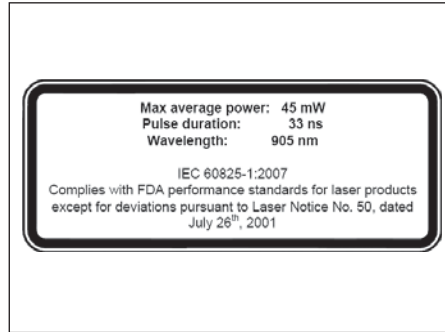 Max average power: 45 mW
Pulse duration: 33 ns
Wavelength: 905 nm
IEC 60825-1:2007
Complies with FDA performance standards for laser products
except for deviations pursuant to Laser Notice No. 50, dated
July 26th, 2001